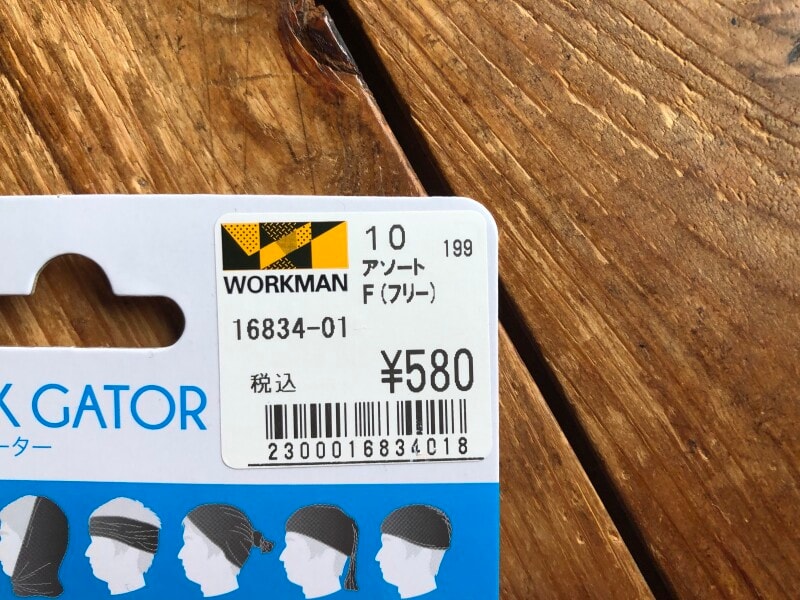 10
199
アソート
WORKMAN
F(フリー)
16834-01
税込
¥580
K GATOR
ーター
2300016834018